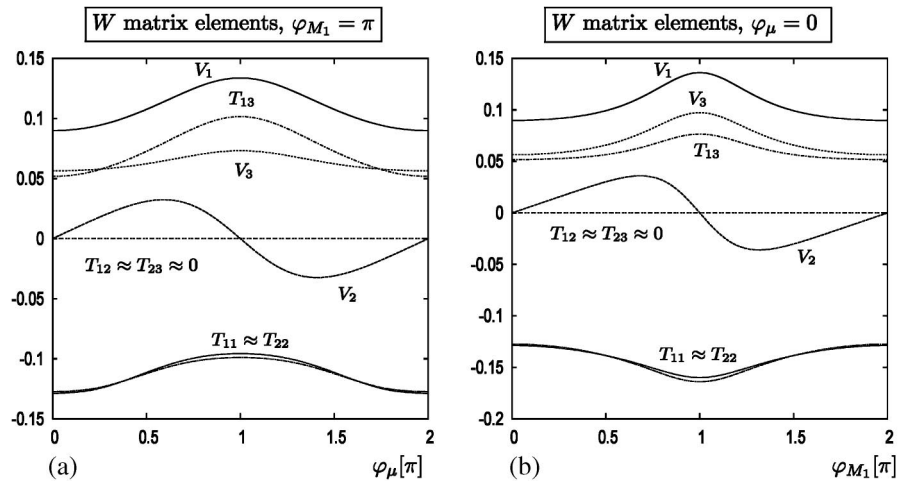 W matrix elements, φ_{M_1} = π
0.15
0.1
0.05
0
-0.05
-0.1
-0.15
V_1
T_{13}
V_3
T_{12} ≈ T_{23} ≈ 0
V_2
T_{11} ≈ T_{22}
0
0.5
1
1.5
2
(a)
φ_μ[π]
W matrix elements, φ_μ = 0
0.15
0.1
0.05
0
-0.05
-0.1
-0.15
-0.2
V_1
V_3
T_{13}
T_{12} ≈ T_{23} ≈ 0
V_2
T_{11} ≈ T_{22}
0
0.5
1
1.5
2
(b)
φ_{M_1}[π]